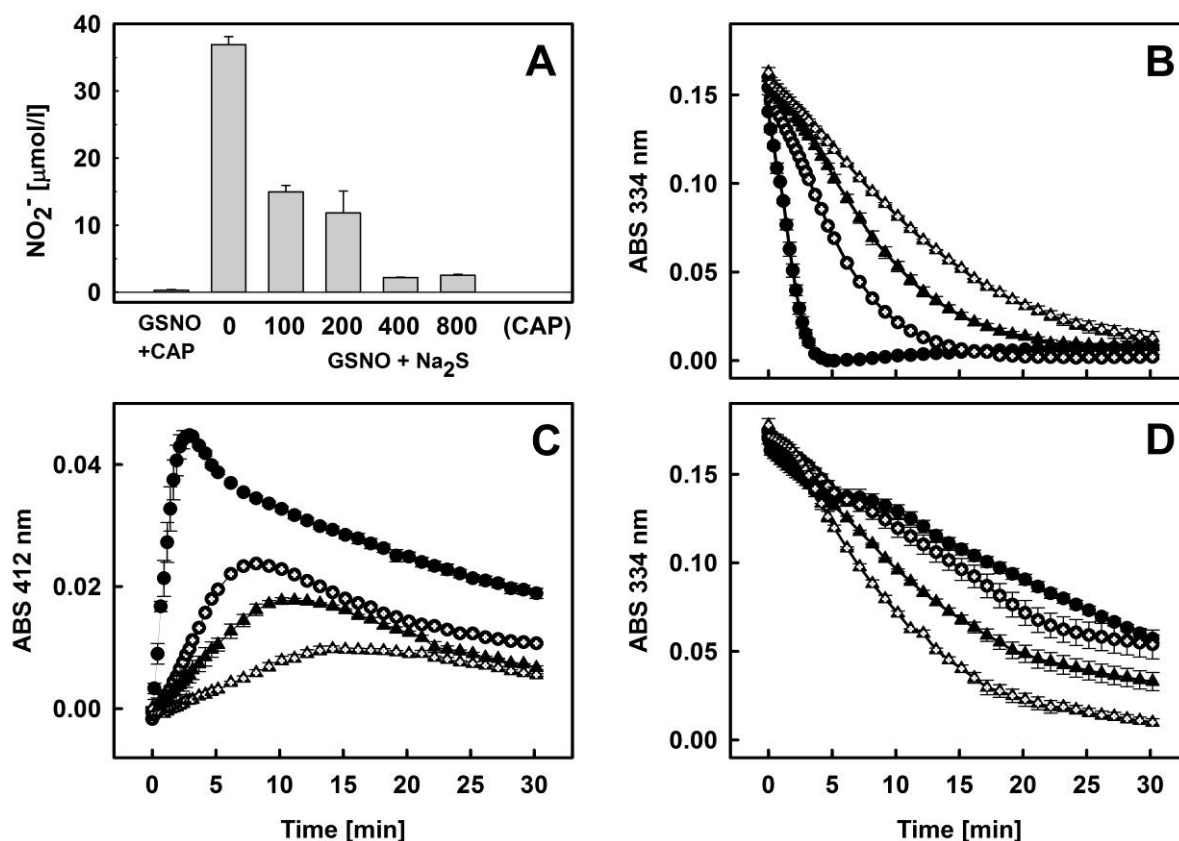 A
NO₂⁻ [μmol/l]
40
30
20
10
0
GSNO
+CAP
0 100 200 400 800 (CAP)
GSNO + Na₂S
B
ABS 334 nm
0.15
0.10
0.05
0.00
C
ABS 412 nm
0.04
0.02
0.00
0 5 10 15 20 25 30
Time [min]
D
ABS 334 nm
0.15
0.10
0.05
0.00
0 5 10 15 20 25 30
Time [min]